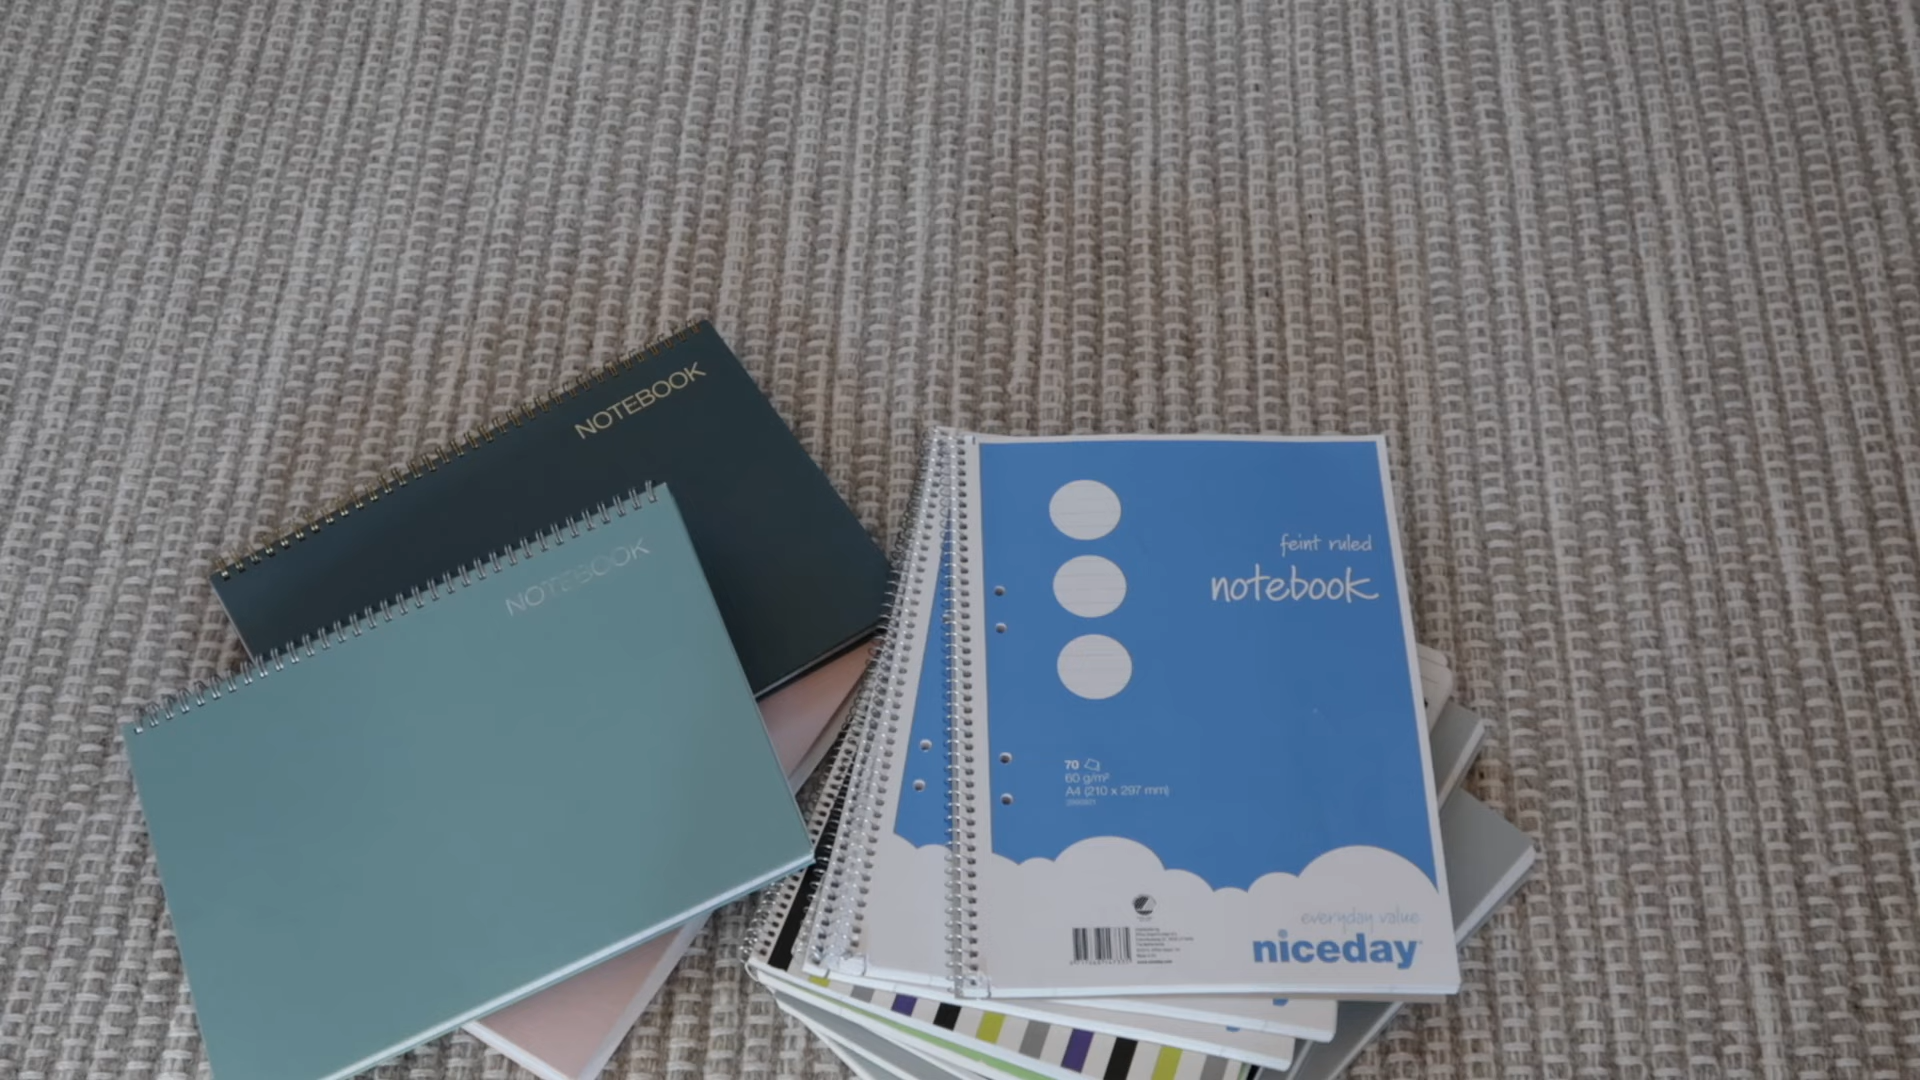 NOTEBOOK
NOTEBOOK
feint ruled
notebook
70
60 g/m²
A4 (210 x 297 mm)
everyday value
niceday